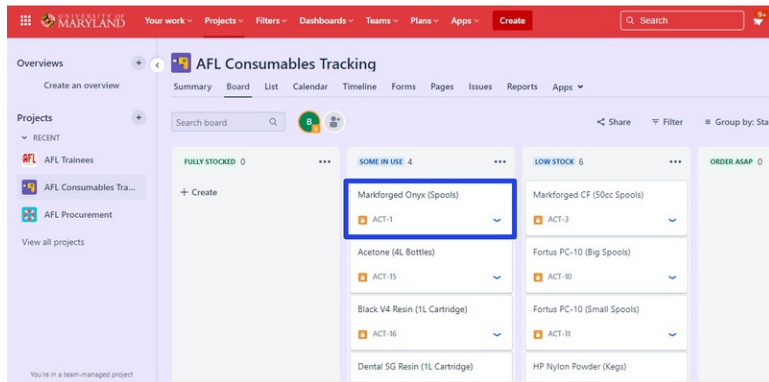 UNIVERSITY OF
MARYLAND
Your work Projects Filters Dashboards Teams Plans Apps Create Search 9+
Overviews
Create an overview
Projects
RECENT
AFL AFL Trainees
AFL Consumables Tra...
AFL Procurement
View all projects
You're in a team-managed project
AFL Consumables Tracking
Summary Board List Calendar Timeline Forms Pages Issues Reports Apps
Search board B Share Filter Group by: Sta
FULLY STOCKED 0
+ Create
SOME IN USE 4
Markforged Onyx (Spools)
ACT-1
Acetone (4L Bottles)
ACT-15
Black V4 Resin (1L Cartridge)
ACT-16
Dental SG Resin (1L Cartridge)
LOW STOCK 6
Markforged CF (50cc Spools)
ACT-3
Fortus PC-10 (Big Spools)
ACT-10
Fortus PC-10 (Small Spools)
ACT-11
HP Nylon Powder (Kegs)
ORDER ASAP 0